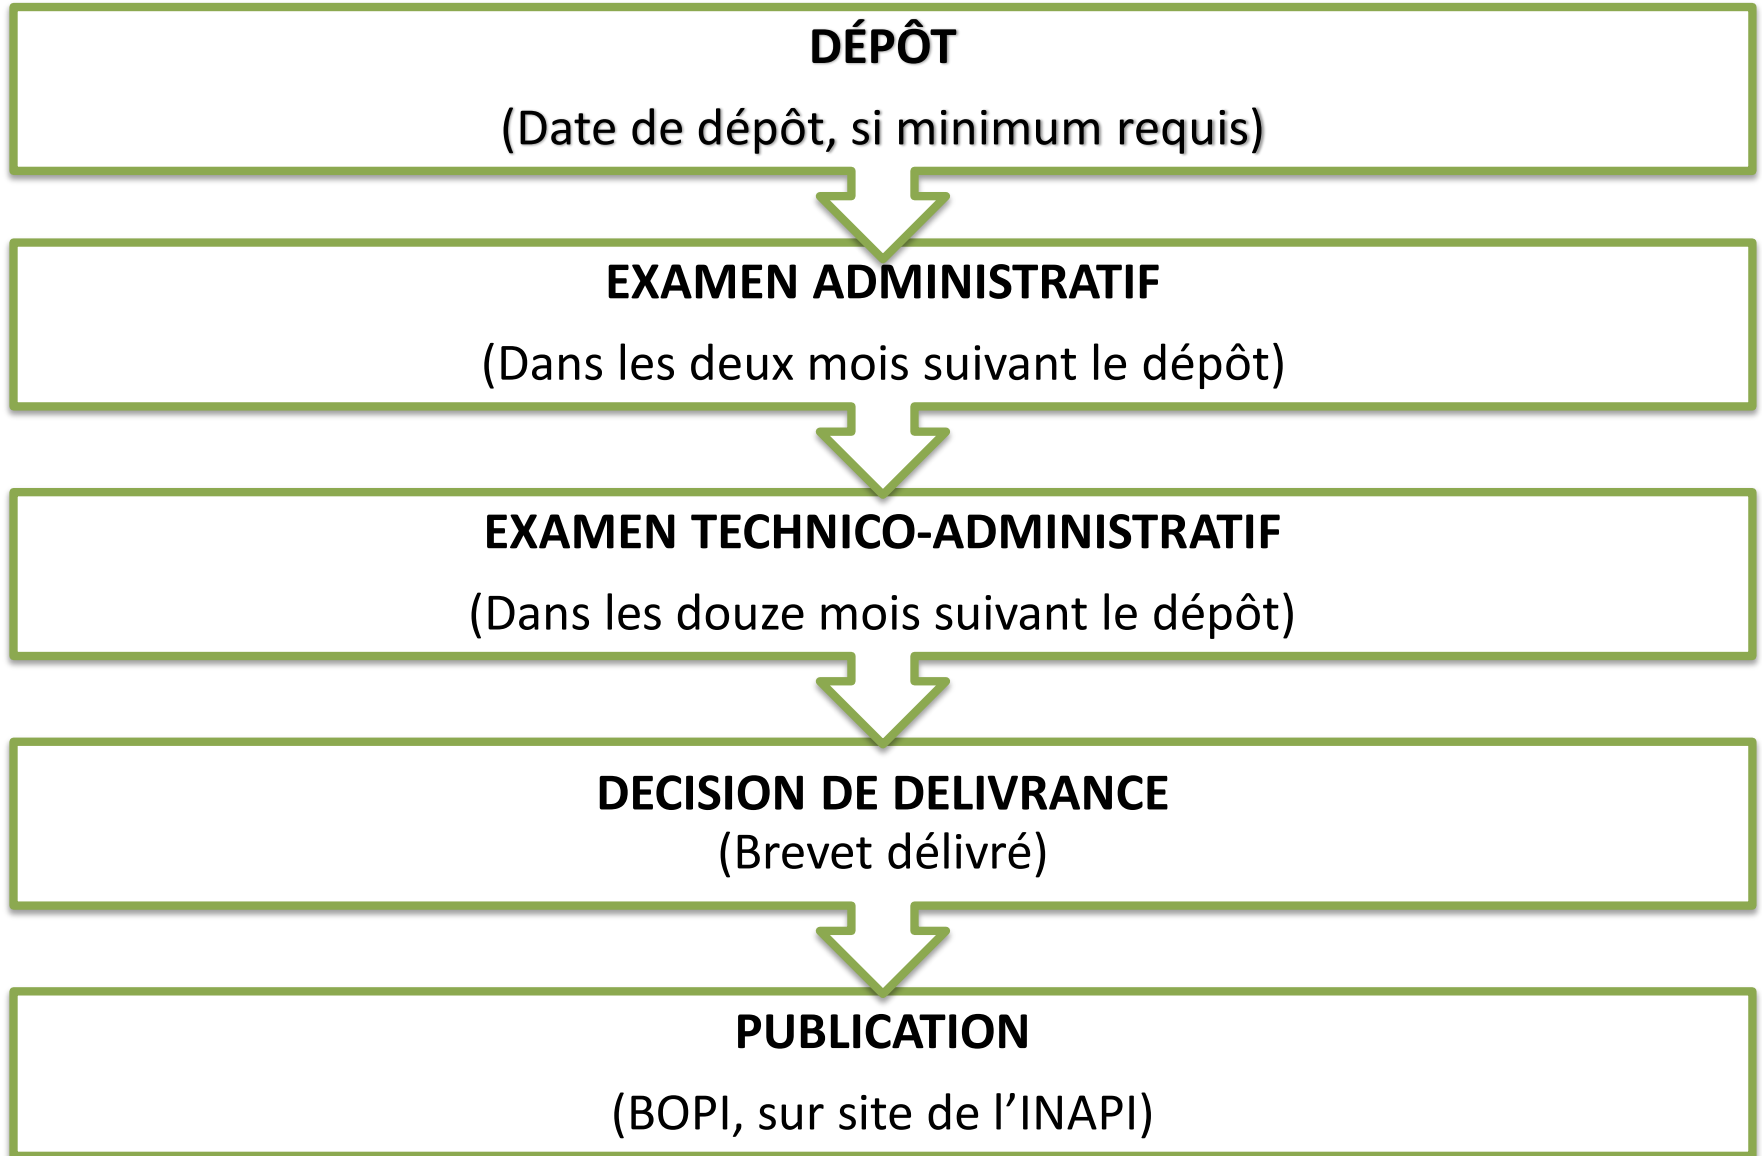 DÉPÔT
(Date de dépôt, si minimum requis)
EXAMEN ADMINISTRATIF
(Dans les deux mois suivant le dépôt)
EXAMEN TECHNICO-ADMINISTRATIF
(Dans les douze mois suivant le dépôt)
DECISION DE DELIVRANCE
(Brevet délivré)
PUBLICATION
(BOPI, sur site de l’INAPI)